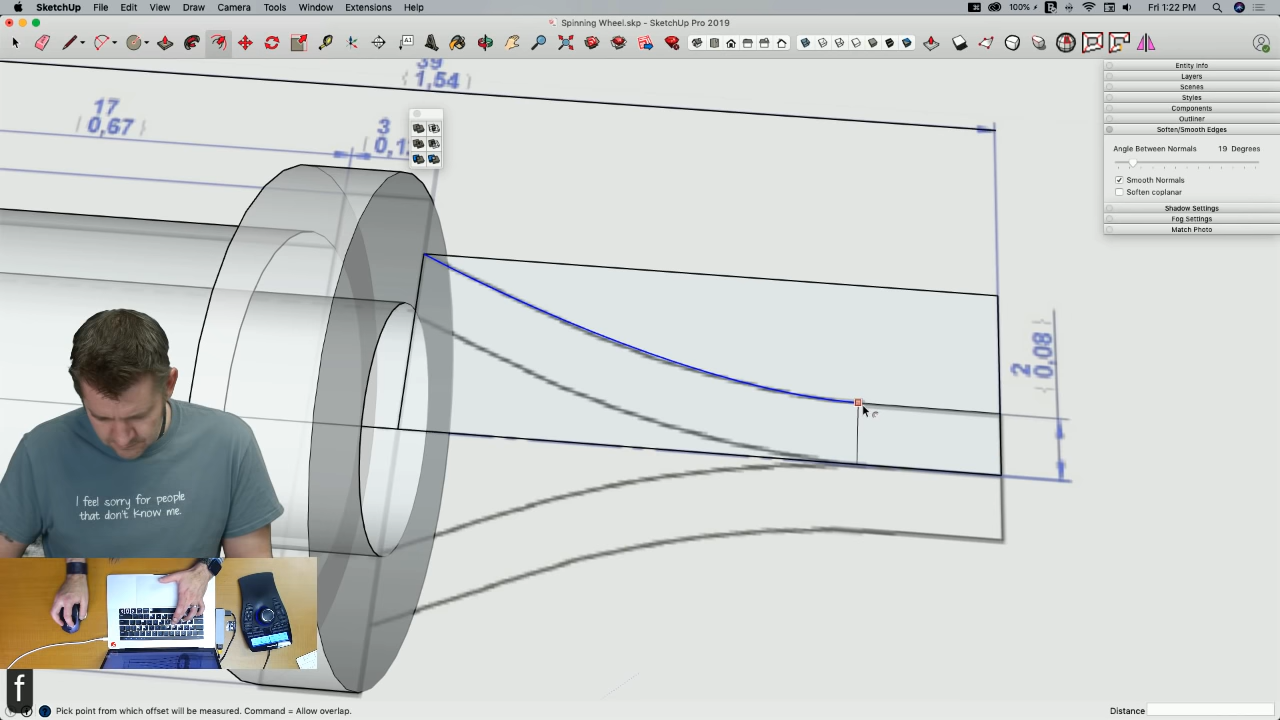 SketchUp File Edit View Draw Camera Tools Window Extensions Help
100% Fri 1:22 PM
Spinning Wheel.skp - SketchUp Pro 2019
39
1,54
17
0,67
3
2
0,08
Entity Info
Layers
Scenes
Styles
Components
Outliner
Soften/Smooth Edges
Angle Between Normals 19 Degrees
Smooth Normals
Soften coplanar
Shadow Settings
Fog Settings
Match Photo
I feel sorry for people
that don't know me.
f
Pick point from which offset will be measured. Command = Allow overlap.
Distance